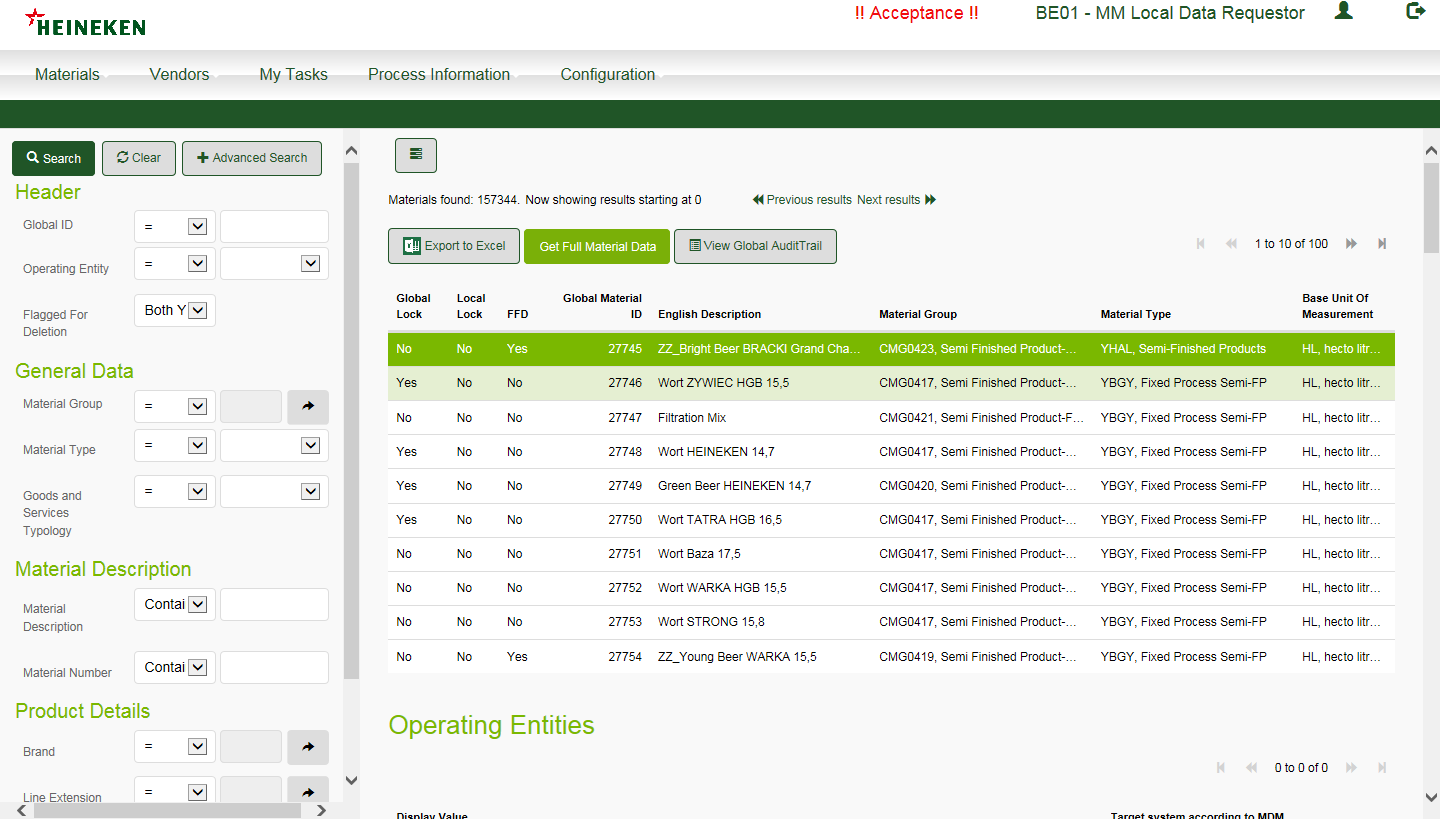 HEINEKEN
!! Acceptance !! BE01 - MM Local Data Requestor
Materials Vendors My Tasks Process Information Configuration
Search Clear Advanced Search
Header
Global ID =
Operating Entity =
Flagged For
Deletion
Both Y
General Data
Material Group =
Material Type =
Goods and
Services
Typology
=
Material Description
Material
Description
Contai
Material Number Contai
Product Details
Brand =
Line Extension =
Materials found: 157344. Now showing results starting at 0 Previous results Next results
Export to Excel Get Full Material Data View Global AuditTrail 1 to 10 of 100
Global Lock Local Lock FFD Global Material ID English Description Material Group Material Type Base Unit Of Measurement
No No Yes 27745 ZZ_Bright Beer BRACKI Grand Cha... CMG0423, Semi Finished Product-... YHAL, Semi-Finished Products HL, hecto litr...
Yes No No 27746 Wort ZYWIEC HGB 15,5 CMG0417, Semi Finished Product-... YBGY, Fixed Process Semi-FP HL, hecto litr...
No No No 27747 Filtration Mix CMG0421, Semi Finished Product-F... YBGY, Fixed Process Semi-FP HL, hecto litr...
Yes No No 27748 Wort HEINEKEN 14,7 CMG0417, Semi Finished Product-... YBGY, Fixed Process Semi-FP HL, hecto litr...
Yes No No 27749 Green Beer HEINEKEN 14,7 CMG0420, Semi Finished Product-... YBGY, Fixed Process Semi-FP HL, hecto litr...
Yes No No 27750 Wort TATRA HGB 16,5 CMG0417, Semi Finished Product-... YBGY, Fixed Process Semi-FP HL, hecto litr...
No No No 27751 Wort Baza 17,5 CMG0417, Semi Finished Product-... YBGY, Fixed Process Semi-FP HL, hecto litr...
No No No 27752 Wort WARKA HGB 15,5 CMG0417, Semi Finished Product-... YBGY, Fixed Process Semi-FP HL, hecto litr...
No No No 27753 Wort STRONG 15,8 CMG0417, Semi Finished Product-... YBGY, Fixed Process Semi-FP HL, hecto litr...
No No Yes 27754 ZZ_Young Beer WARKA 15,5 CMG0419, Semi Finished Product-... YBGY, Fixed Process Semi-FP HL, hecto litr...
Operating Entities
0 to 0 of 0
Display Value Target system according to MDM